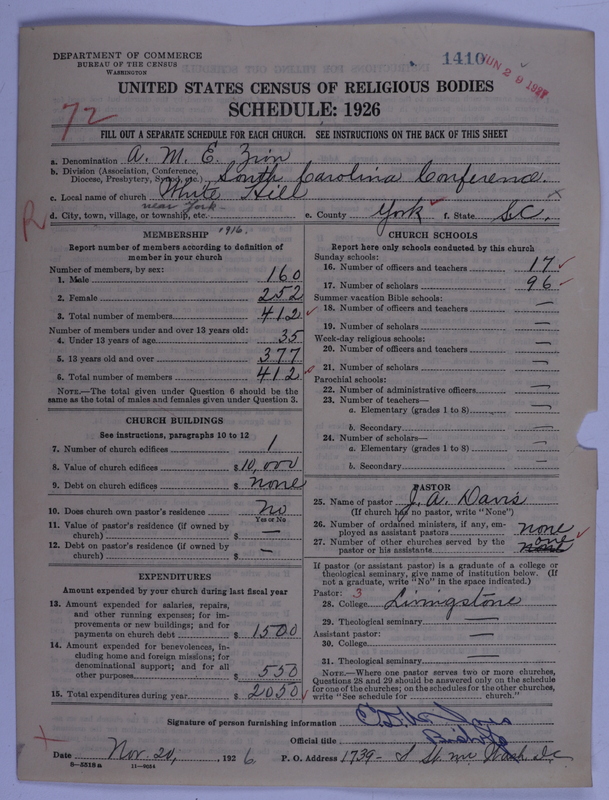 DEPARTMENT OF COMMERCE
BUREAU OF THE CENSUS
WASHINGTON
1410
JUN 29 1927
UNITED STATES CENSUS OF RELIGIOUS BODIES
SCHEDULE: 1926
72
FILL OUT A SEPARATE SCHEDULE FOR EACH CHURCH. SEE INSTRUCTIONS ON THE BACK OF THIS SHEET
a. Denomination A. M. E. Zion
b. Division (Association, Conference, Diocese, Presbytery, Synod, etc.) South Carolina Conference.
c. Local name of church White Hill
near York
d. City, town, village, or township, etc. e. County York f. State S.C.
R
MEMBERSHIP 1916.
Report number of members according to definition of
member in your church
Number of members, by sex:
1. Male 160
2. Female 252
3. Total number of members 412
Number of members under and over 13 years old:
4. Under 13 years of age 35
5. 13 years old and over 377
6. Total number of members 412
NOTE.—The total given under Question 6 should be the
same as the total of males and females given under Question 3.
CHURCH BUILDINGS
See instructions, paragraphs 10 to 12
7. Number of church edifices 1
8. Value of church edifices $10,000
9. Debt on church edifices $ none
10. Does church own pastor's residence No
Yes or No
11. Value of pastor's residence (if owned by
church) $ —
12. Debt on pastor's residence (if owned by
church) $ —
EXPENDITURES
Amount expended by your church during last fiscal year
13. Amount expended for salaries, repairs,
and other running expenses; for im-
provements or new buildings; and for
payments on church debt $ 1500
14. Amount expended for benevolences, in-
cluding home and foreign missions; for
denominational support; and for all
other purposes $ 550
15. Total expenditures during year $ 2050
CHURCH SCHOOLS
Report here only schools conducted by this church
Sunday schools:
16. Number of officers and teachers 17
17. Number of scholars 96
Summer vacation Bible schools:
18. Number of officers and teachers —
19. Number of scholars —
Week-day religious schools:
20. Number of officers and teachers —
21. Number of scholars —
Parochial schools:
22. Number of administrative officers —
23. Number of teachers—
a. Elementary (grades 1 to 8) —
b. Secondary —
24. Number of scholars—
a. Elementary (grades 1 to 8) —
b. Secondary —
PASTOR
25. Name of pastor J. A. Davis
(If church has no pastor, write "None")
26. Number of ordained ministers, if any, em-
ployed as assistant pastors none
27. Number of other churches served by the
pastor or his assistants one
If pastor (or assistant pastor) is a graduate of a college or
theological seminary, give name of institution below. (If
not a graduate, write "No" in the space indicated.)
Pastor: 3
28. College Livingstone
29. Theological seminary —
Assistant pastor:
30. College —
31. Theological seminary —
NOTE.—Where one pastor serves two or more churches,
Questions 28 and 29 should be answered only on the schedule
for one of the churches; on the schedules for the other churches,
write "See schedule for church."
Signature of person furnishing information
Official title Bishop
Date Nov. 20, 1926 P. O. Address 1739- S St. nw Wash. D.C
8—5518 a 11—9054